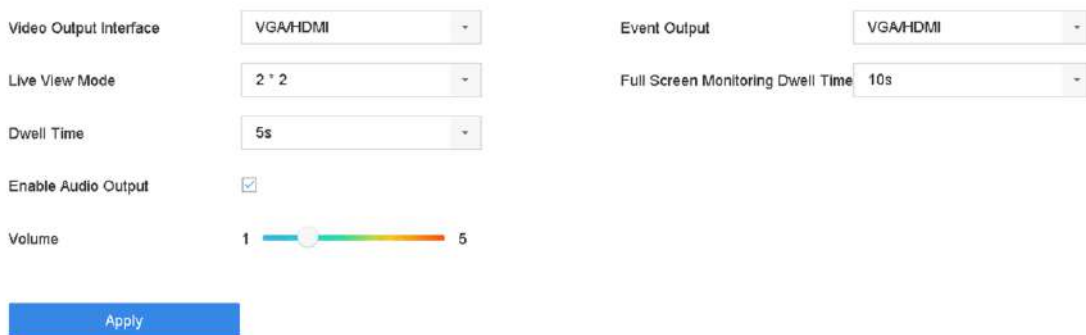 Video Output Interface VGA/HDMI Event Output VGA/HDMI
Live View Mode 2 * 2 Full Screen Monitoring Dwell Time 10s
Dwell Time 5s
Enable Audio Output
Volume 1 5
Apply